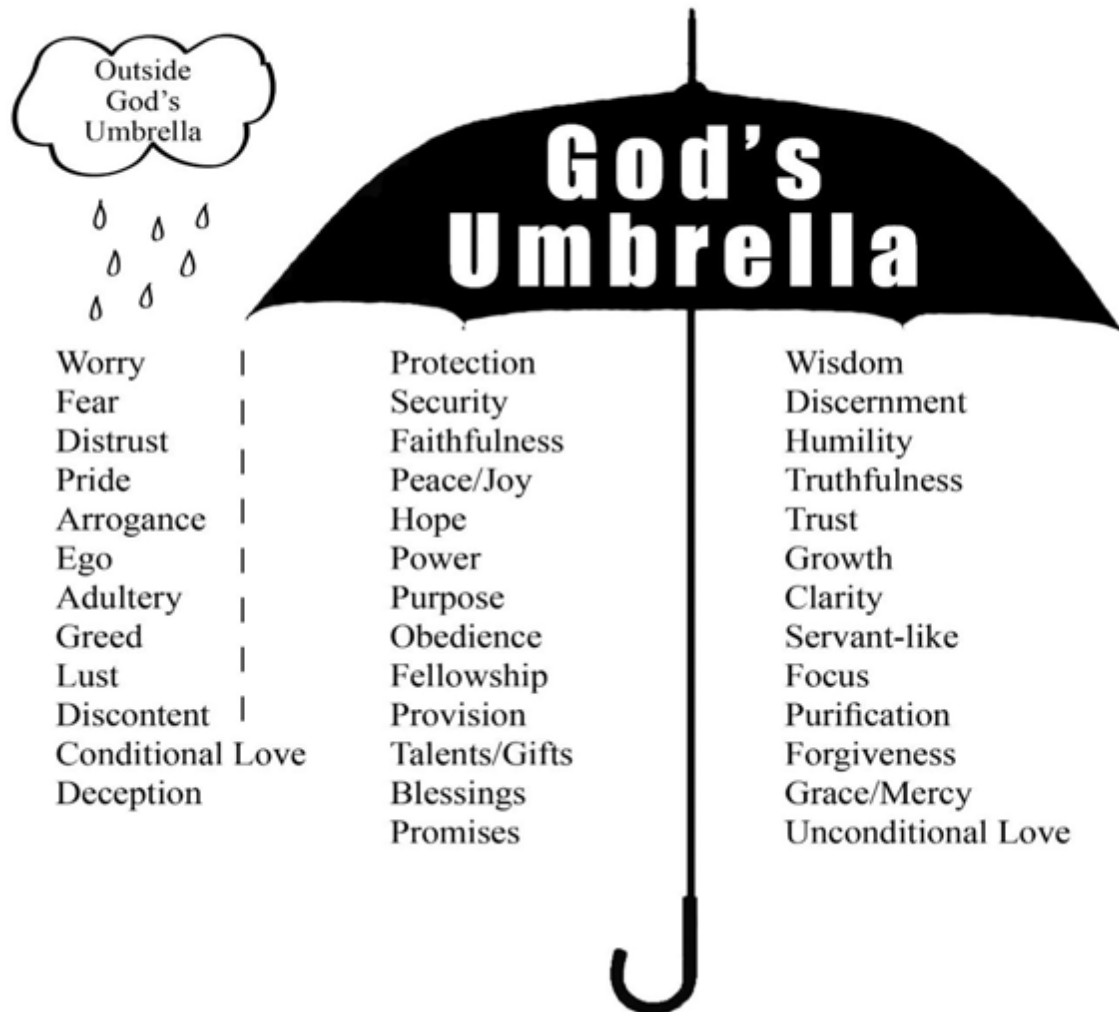 Outside
God's
Umbrella
God's
Umbrella
Worry
Fear
Distrust
Pride
Arrogance
Ego
Adultery
Greed
Lust
Discontent
Conditional Love
Deception
Protection
Security
Faithfulness
Peace/Joy
Hope
Power
Purpose
Obedience
Fellowship
Provision
Talents/Gifts
Blessings
Promises
Wisdom
Discernment
Humility
Truthfulness
Trust
Growth
Clarity
Servant-like
Focus
Purification
Forgiveness
Grace/Mercy
Unconditional Love